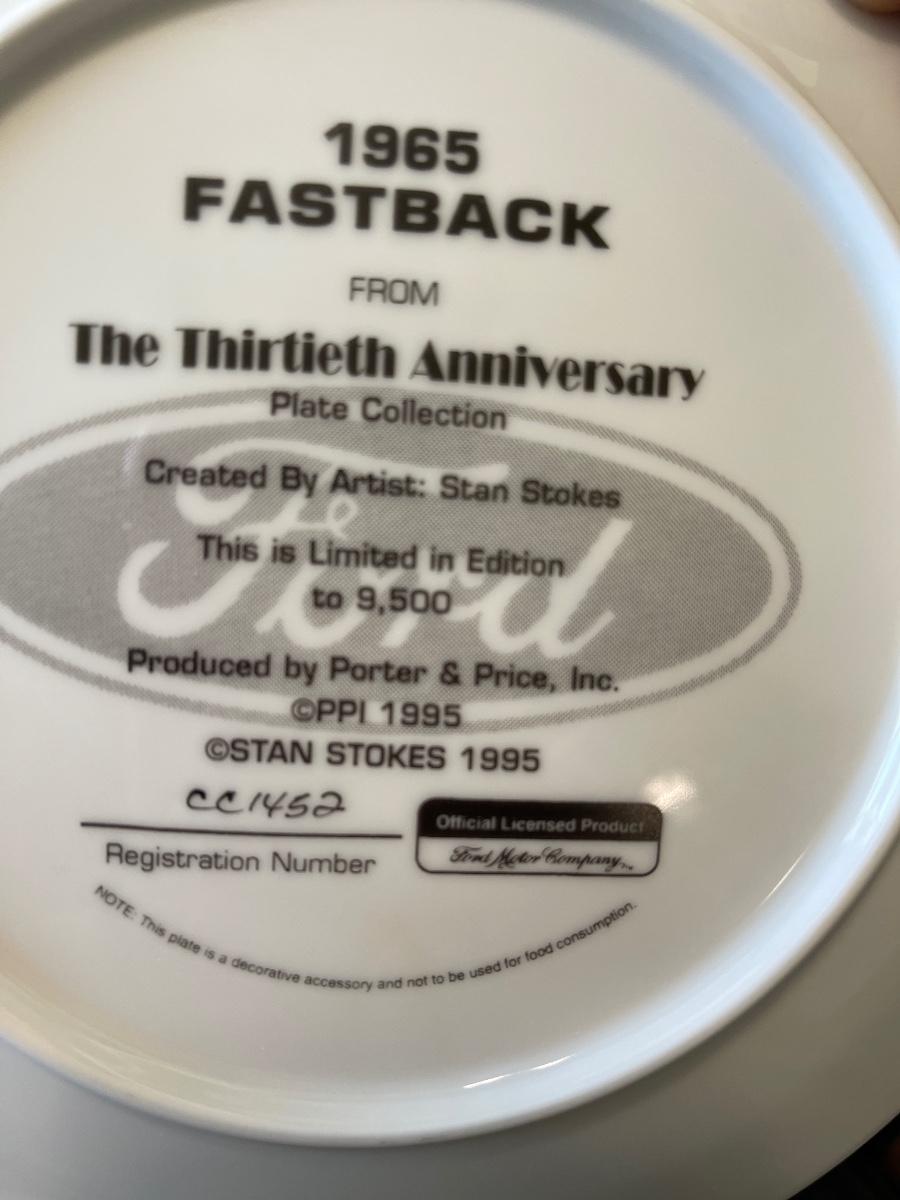 1965
FASTBACK
FROM
The Thirtieth Anniversary
Plate Collection
Ford
Created By Artist: Stan Stokes
This is Limited in Edition
to 9,500
Produced by Porter & Price, Inc.
©PPI 1995
©STAN STOKES 1995
CC1452
Registration Number
Official Licensed Product
Ford Motor Company
NOTE: This plate is a decorative accessory and not to be used for food consumption.